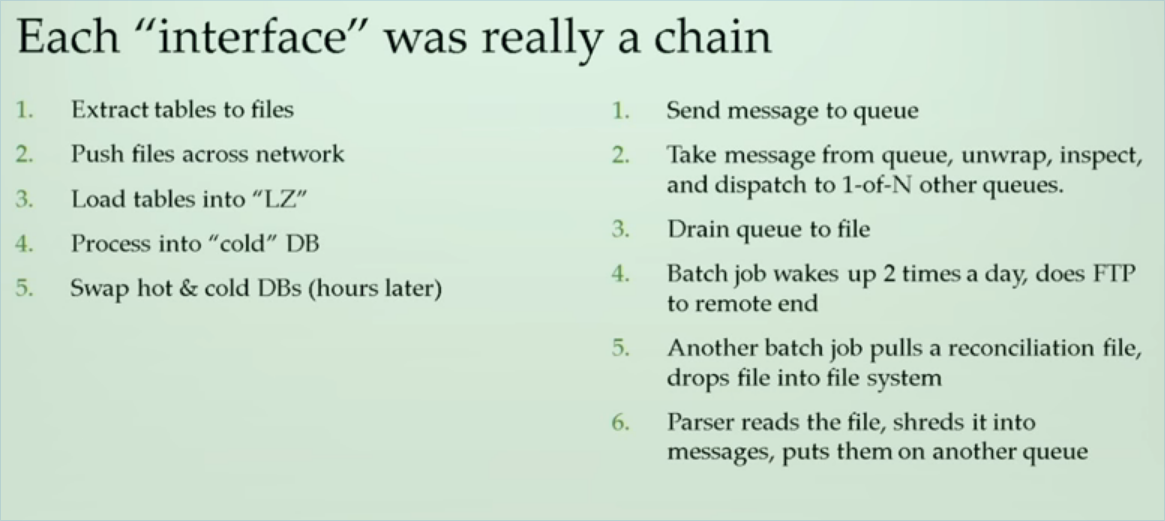 Each “interface” was really a chain
1. Extract tables to files
2. Push files across network
3. Load tables into “LZ”
4. Process into “cold” DB
5. Swap hot & cold DBs (hours later)
1. Send message to queue
2. Take message from queue, unwrap, inspect,
and dispatch to 1-of-N other queues.
3. Drain queue to file
4. Batch job wakes up 2 times a day, does FTP
to remote end
5. Another batch job pulls a reconciliation file,
drops file into file system
6. Parser reads the file, shreds it into
messages, puts them on another queue